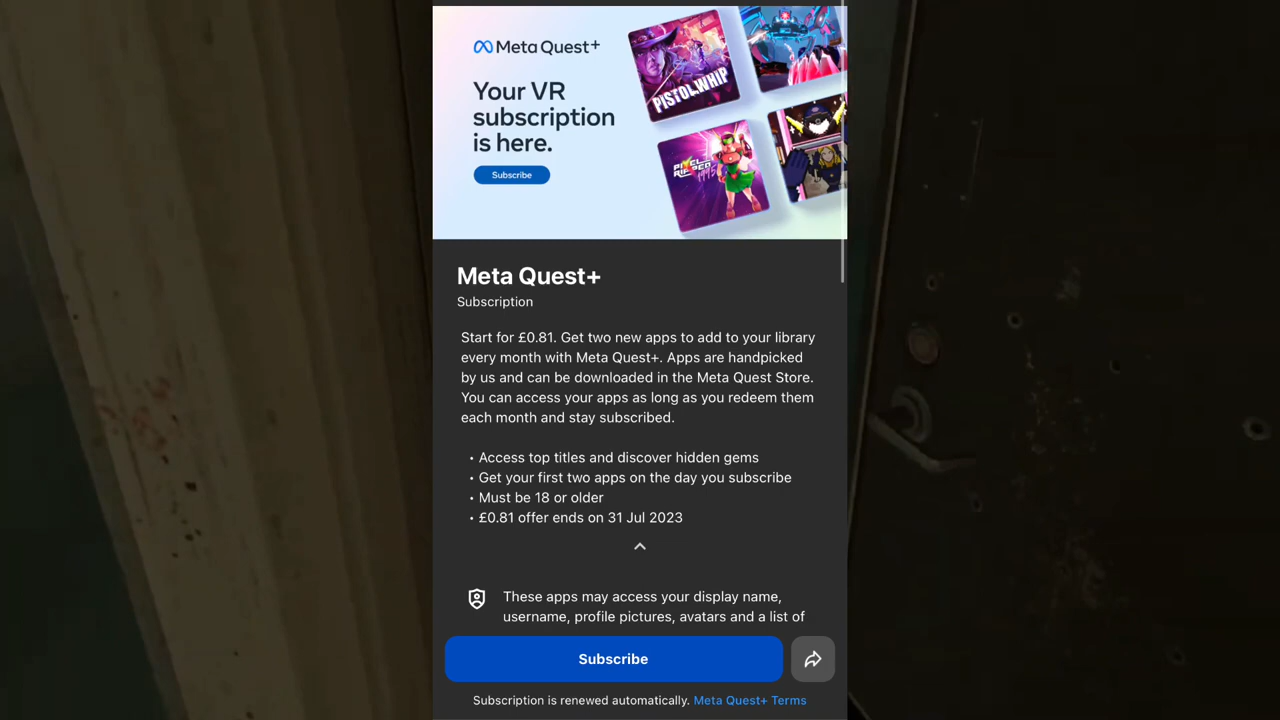 Meta Quest+
Your VR
subscription
is here.
Subscribe
PISTOLWHIP
PIXEL
RIPPED
1995
Meta Quest+
Subscription
Start for £0.81. Get two new apps to add to your library
every month with Meta Quest+. Apps are handpicked
by us and can be downloaded in the Meta Quest Store.
You can access your apps as long as you redeem them
each month and stay subscribed.
• Access top titles and discover hidden gems
• Get your first two apps on the day you subscribe
• Must be 18 or older
• £0.81 offer ends on 31 Jul 2023
These apps may access your display name,
username, profile pictures, avatars and a list of
Subscribe
Subscription is renewed automatically. Meta Quest+ Terms